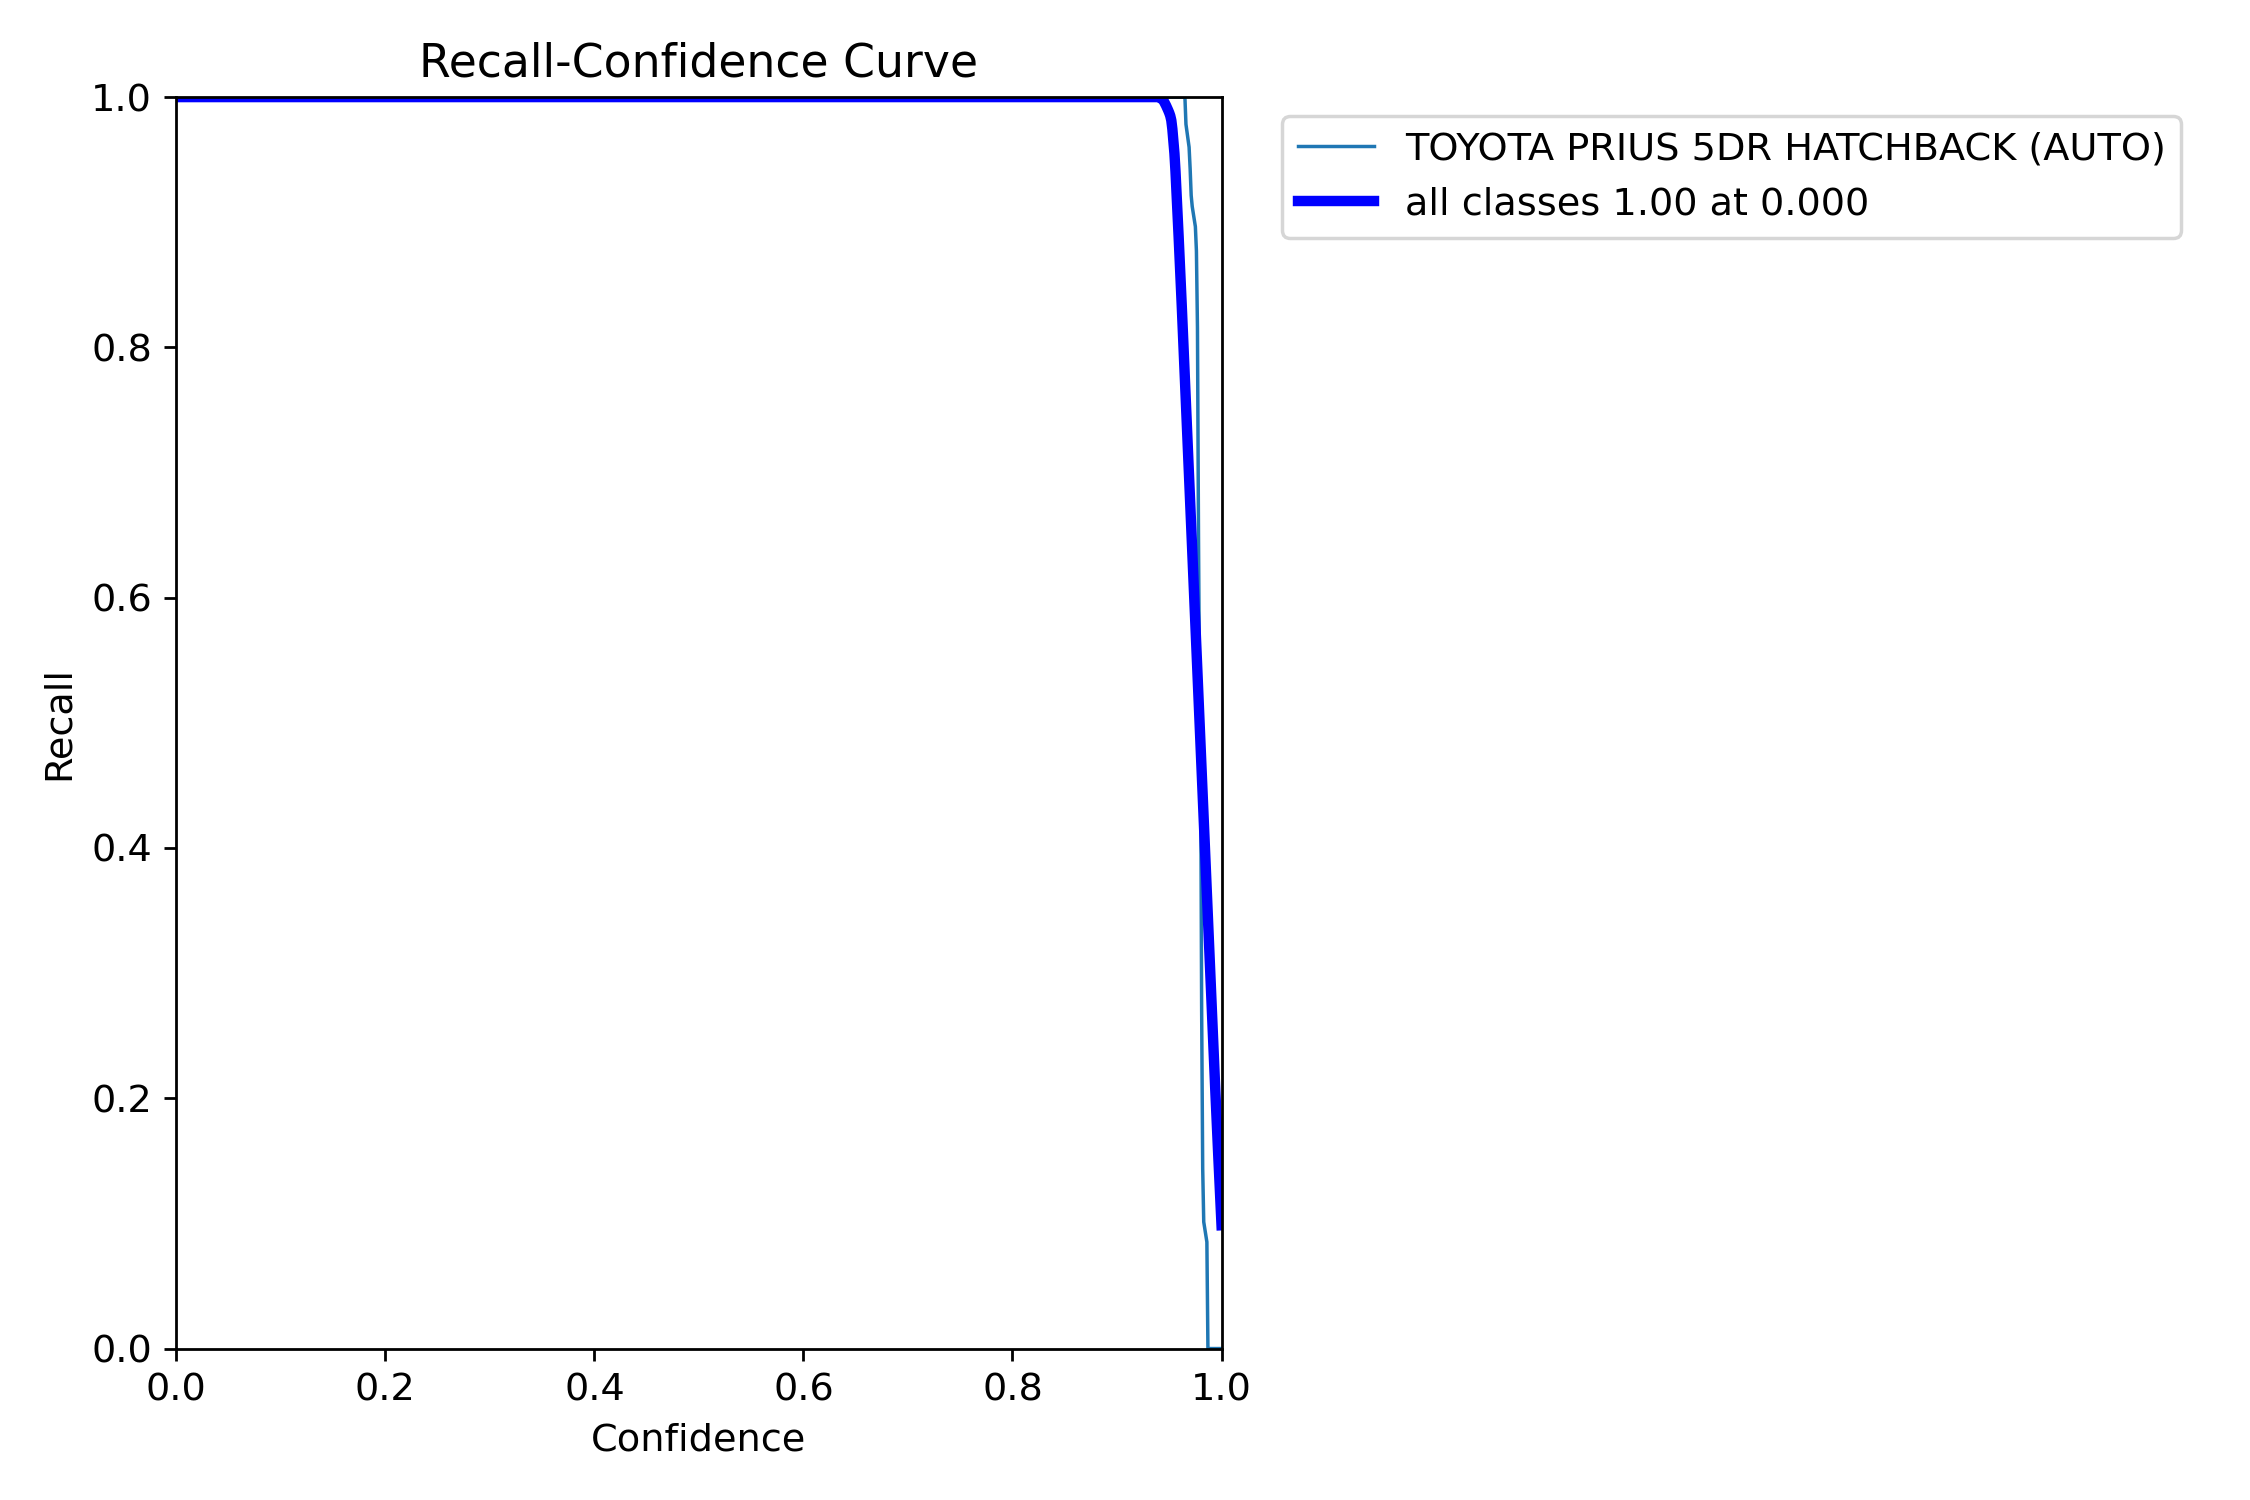 Recall-Confidence Curve
1.0
0.8
0.6
0.4
0.2
0.0
Recall
0.0 0.2 0.4 0.6 0.8 1.0
Confidence
TOYOTA PRIUS 5DR HATCHBACK (AUTO)
all classes 1.00 at 0.000